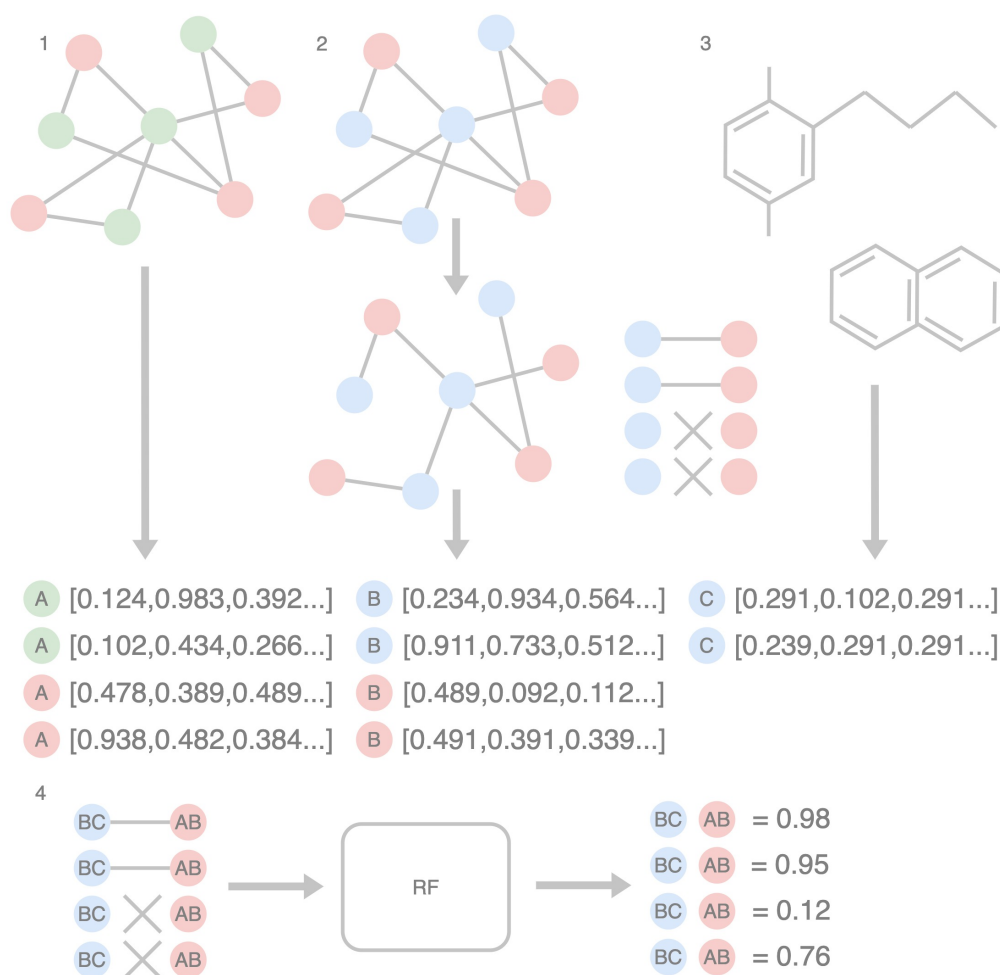 1
2
3
A [0.124,0.983,0.392...]
A [0.102,0.434,0.266...]
A [0.478,0.389,0.489...]
A [0.938,0.482,0.384...]
B [0.234,0.934,0.564...]
B [0.911,0.733,0.512...]
B [0.489,0.092,0.112...]
B [0.491,0.391,0.339...]
C [0.291,0.102,0.291...]
C [0.239,0.291,0.291...]
4
BC AB
BC AB
BC AB
BC AB
RF
BC AB = 0.98
BC AB = 0.95
BC AB = 0.12
BC AB = 0.76